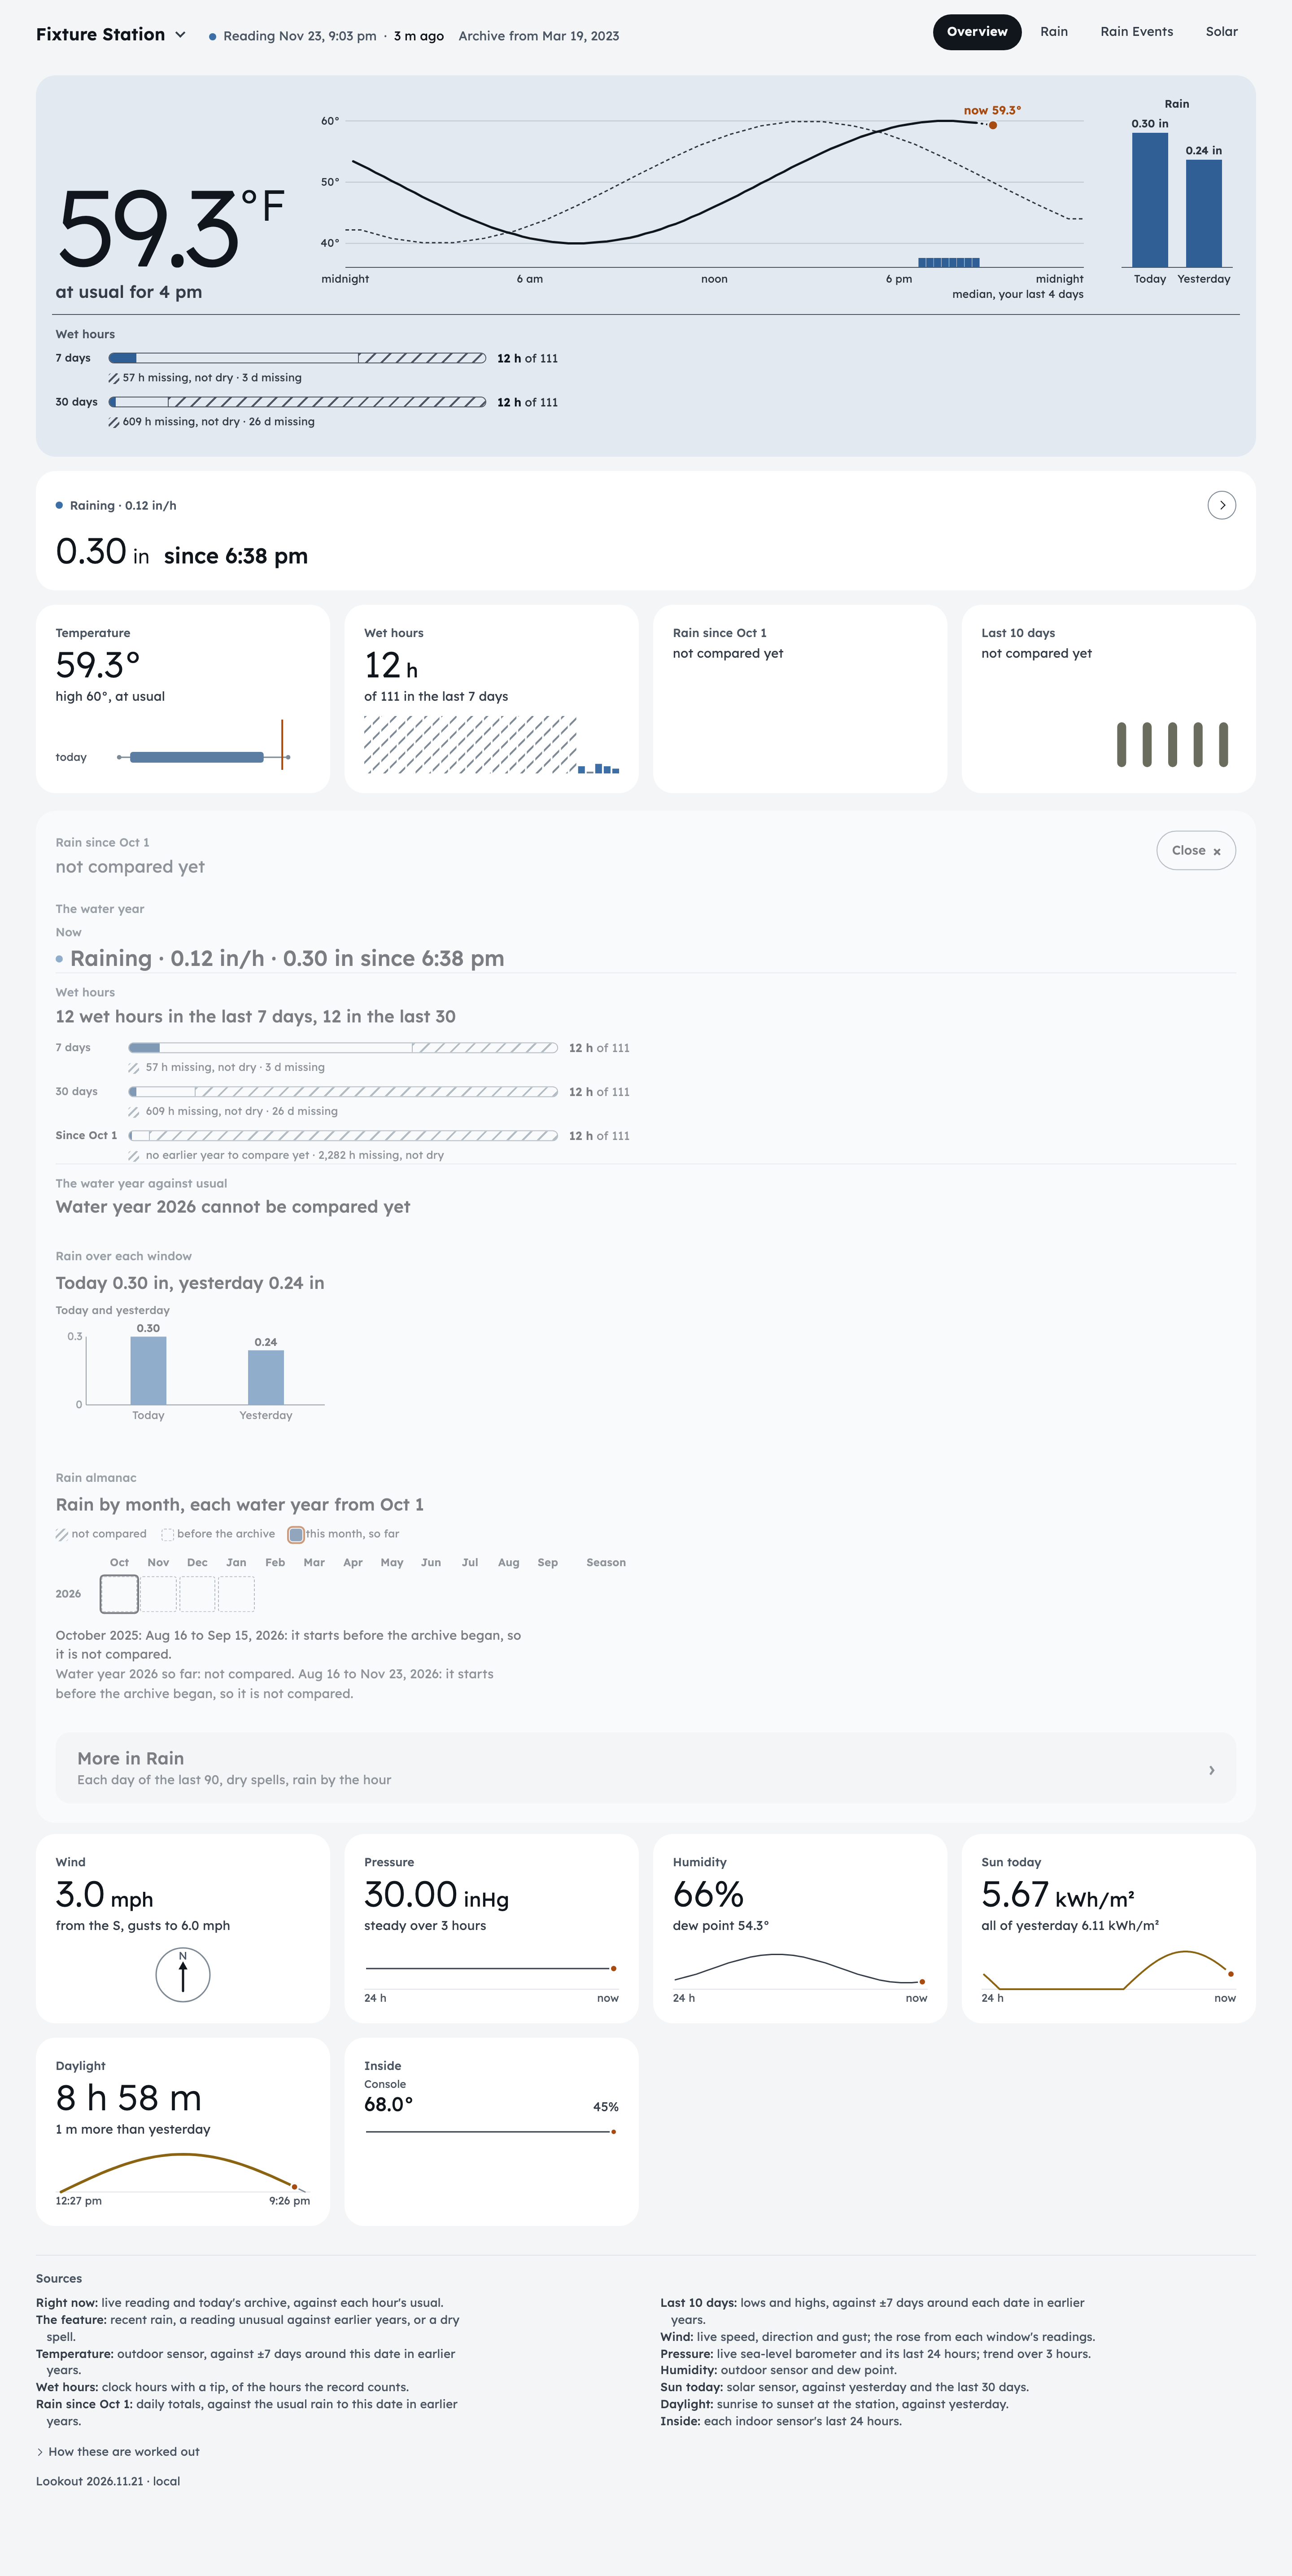 Fixture Station
Reading Nov 23, 9:03 pm · 3 m ago Archive from Mar 19, 2023
Overview Rain Rain Events Solar
59.3°F
at usual for 4 pm
60°
50°
40°
now 59.3°
midnight 6 am noon 6 pm midnight
median, your last 4 days
Rain
0.30 in
0.24 in
Today Yesterday
Wet hours
7 days 12 h of 111
57 h missing, not dry · 3 d missing
30 days 12 h of 111
609 h missing, not dry · 26 d missing
Raining · 0.12 in/h
0.30 in since 6:38 pm
Temperature
59.3°
high 60°, at usual
today
Wet hours
12 h
of 111 in the last 7 days
Rain since Oct 1
not compared yet
Last 10 days
not compared yet
Rain since Oct 1
not compared yet
Close ×
The water year
Now
Raining · 0.12 in/h · 0.30 in since 6:38 pm
Wet hours
12 wet hours in the last 7 days, 12 in the last 30
7 days 12 h of 111
57 h missing, not dry · 3 d missing
30 days 12 h of 111
609 h missing, not dry · 26 d missing
Since Oct 1 12 h of 111
no earlier year to compare yet · 2,282 h missing, not dry
The water year against usual
Water year 2026 cannot be compared yet
Rain over each window
Today 0.30 in, yesterday 0.24 in
Today and yesterday
0.3
0
0.30
0.24
Today Yesterday
Rain almanac
Rain by month, each water year from Oct 1
not compared before the archive this month, so far
Oct Nov Dec Jan Feb Mar Apr May Jun Jul Aug Sep Season
2026
October 2025: Aug 16 to Sep 15, 2026: it starts before the archive began, so
it is not compared.
Water year 2026 so far: not compared. Aug 16 to Nov 23, 2026: it starts
before the archive began, so it is not compared.
More in Rain
Each day of the last 90, dry spells, rain by the hour
Wind
3.0 mph
from the S, gusts to 6.0 mph
N
Pressure
30.00 inHg
steady over 3 hours
24 h now
Humidity
66%
dew point 54.3°
24 h now
Sun today
5.67 kWh/m²
all of yesterday 6.11 kWh/m²
24 h now
Daylight
8 h 58 m
1 m more than yesterday
12:27 pm 9:26 pm
Inside
Console
68.0° 45%
Sources
Right now: live reading and today's archive, against each hour's usual.
The feature: recent rain, a reading unusual against earlier years, or a dry
spell.
Temperature: outdoor sensor, against ±7 days around this date in earlier
years.
Wet hours: clock hours with a tip, of the hours the record counts.
Rain since Oct 1: daily totals, against the usual rain to this date in earlier
years.
Last 10 days: lows and highs, against ±7 days around each date in earlier
years.
Wind: live speed, direction and gust; the rose from each window's readings.
Pressure: live sea-level barometer and its last 24 hours; trend over 3 hours.
Humidity: outdoor sensor and dew point.
Sun today: solar sensor, against yesterday and the last 30 days.
Daylight: sunrise to sunset at the station, against yesterday.
Inside: each indoor sensor's last 24 hours.
How these are worked out
Lookout 2026.11.21 · local